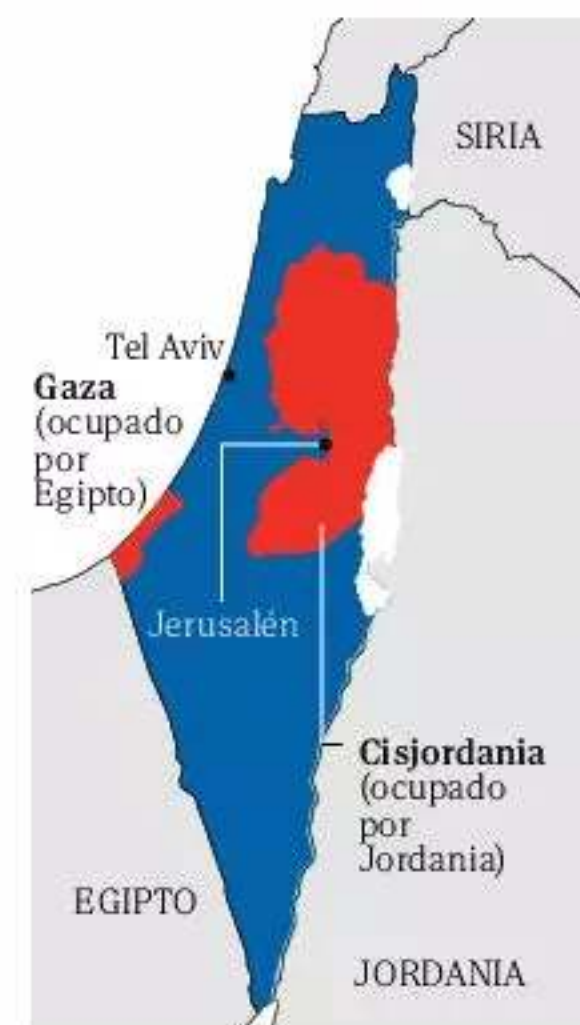 SIRIA
Tel Aviv
Gaza
(ocupado
por
Egipto)
Jerusalén
Cisjordania
(ocupado
por
Jordania)
EGIPTO
JORDANIA